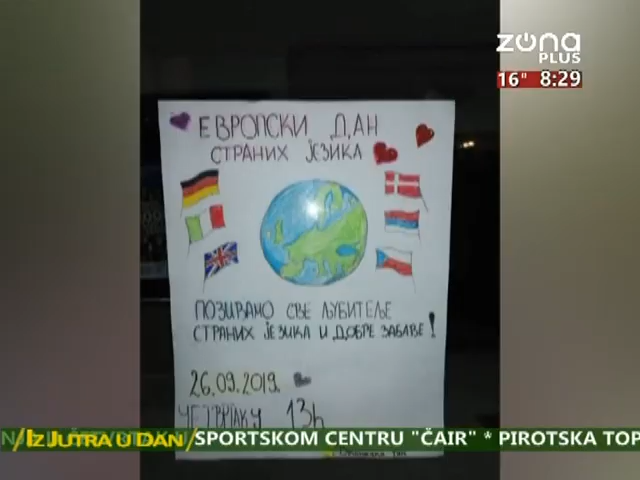 zona
PLUS
16" 8:29
ЕВРОПСКИ ДАН
СТРАНИХ ЈЕЗИКА
ПОЗИВАМО СВЕ ЉУБИТЕЉЕ
СТРАНИХ ЈЕЗИКА И ДОБРЕ ЗАБАВЕ!
26.09.2019.
ЧЕТВРТАК У 13h
IZ JUTRA U DAN SPORTSKOM CENTRU "ČAIR" * PIROTSKA TOP